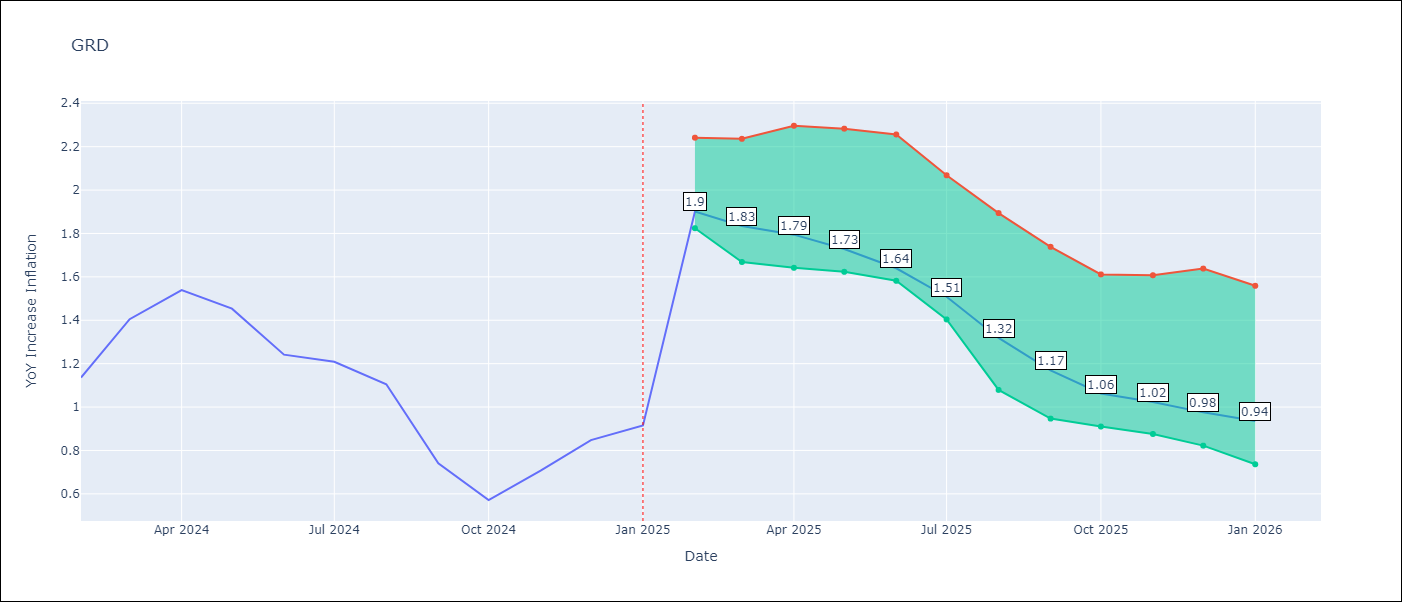 GRD
YoY Increase Inflation
2.4
2.2
2
1.8
1.6
1.4
1.2
1
0.8
0.6
1.9
1.83
1.79
1.73
1.64
1.51
1.32
1.17
1.06
1.02
0.98
0.94
Apr 2024
Jul 2024
Oct 2024
Jan 2025
Apr 2025
Jul 2025
Oct 2025
Jan 2026
Date